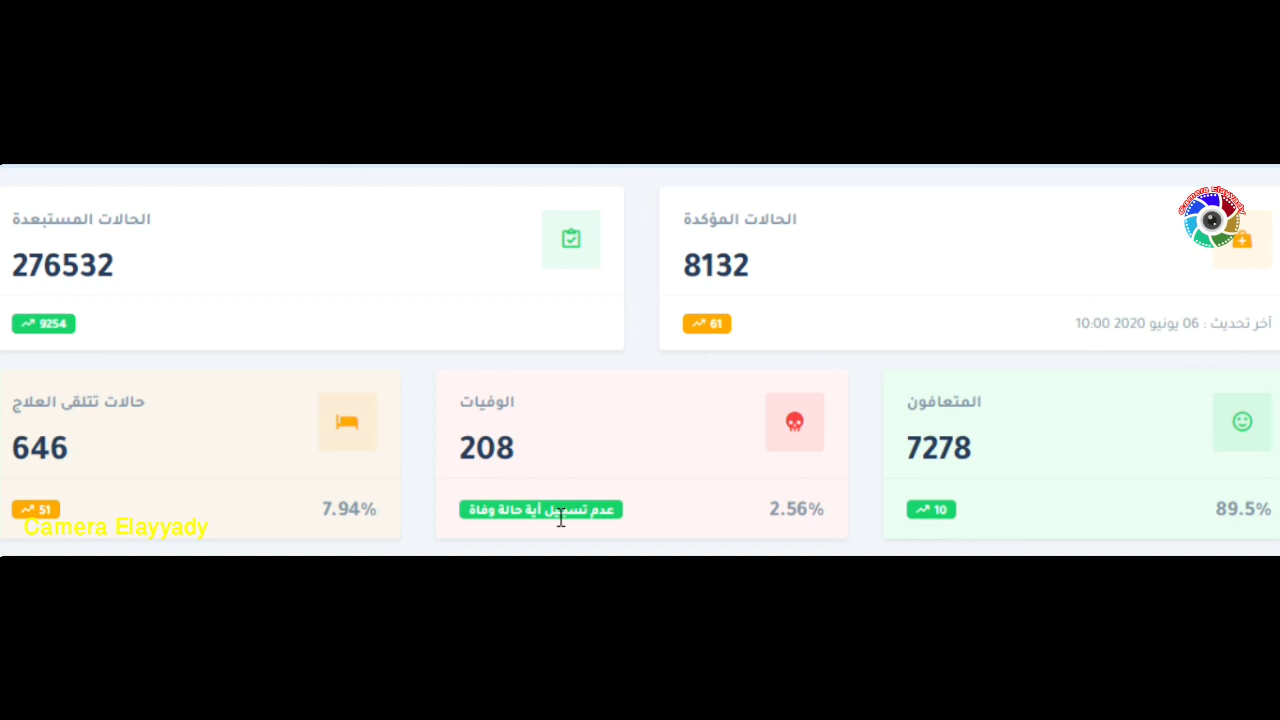 الحالات المؤكدة
8132
61
آخر تحديث : 06 يونيو 2020 10:00
الحالات المستبعدة
276532
9254
المتعافون
7278
10
89.5%
الوفيات
208
عدم تسجيل أية حالة وفاة
2.56%
حالات تتلقى العلاج
646
51
7.94%
Camera Elayyady
Camera Elayyady